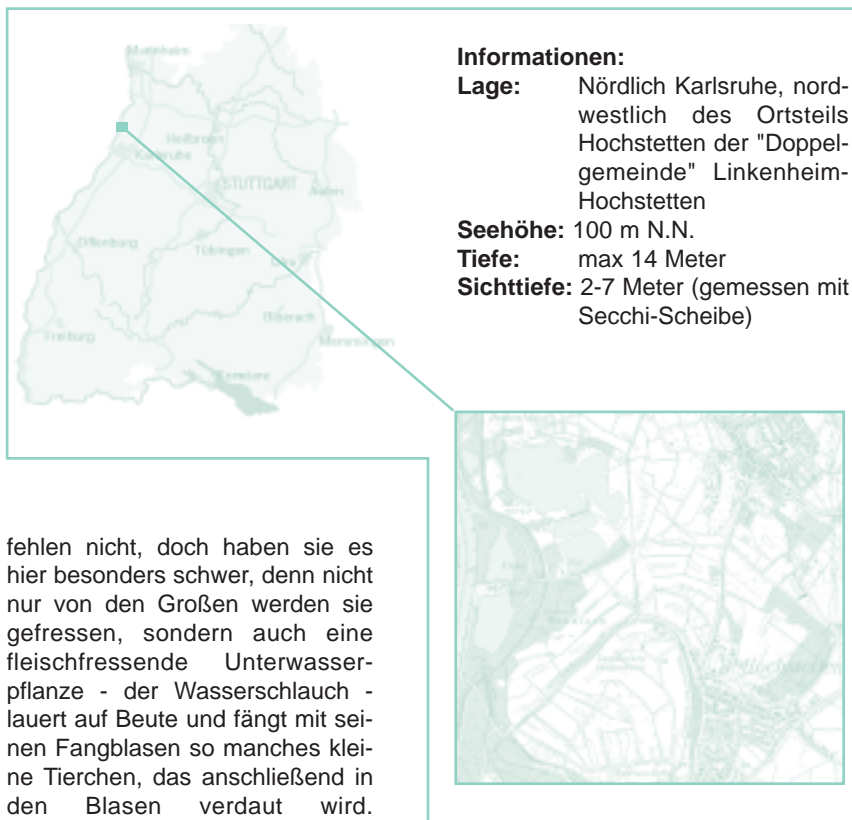 Mannheim
Heilbronn
Karlsruhe
STUTTGART
Aalen
Offenburg
Tübingen
Ulm
Biberach
Freiburg
Memmingen
Konstanz
Informationen:
Lage: Nördlich Karlsruhe, nord-
westlich des Ortsteils
Hochstetten der "Doppel-
gemeinde" Linkenheim-
Hochstetten
Seehöhe: 100 m N.N.
Tiefe: max 14 Meter
Sichttiefe: 2-7 Meter (gemessen mit
Secchi-Scheibe)
fehlen nicht, doch haben sie es
hier besonders schwer, denn nicht
nur von den Großen werden sie
gefressen, sondern auch eine
fleischfressende Unterwasser-
pflanze - der Wasserschlauch -
lauert auf Beute und fängt mit sei-
nen Fangblasen so manches klei-
ne Tierchen, das anschließend in
den Blasen verdaut wird.